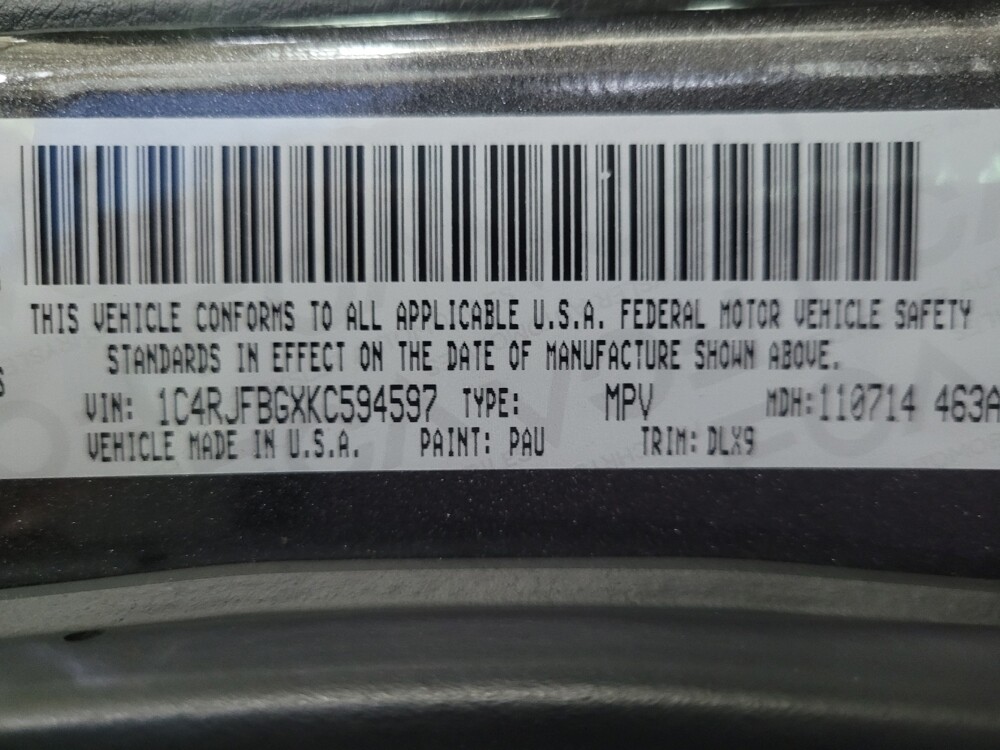 THIS VEHICLE CONFORMS TO ALL APPLICABLE U.S.A. FEDERAL MOTOR VEHICLE SAFETY
STANDARDS IN EFFECT ON THE DATE OF MANUFACTURE SHOWN ABOVE.
VIN: 1C4RJFBGXKC594597 TYPE: MPV MDH:110714 463A
VEHICLE MADE IN U.S.A. PAINT: PAU TRIM: DLX9